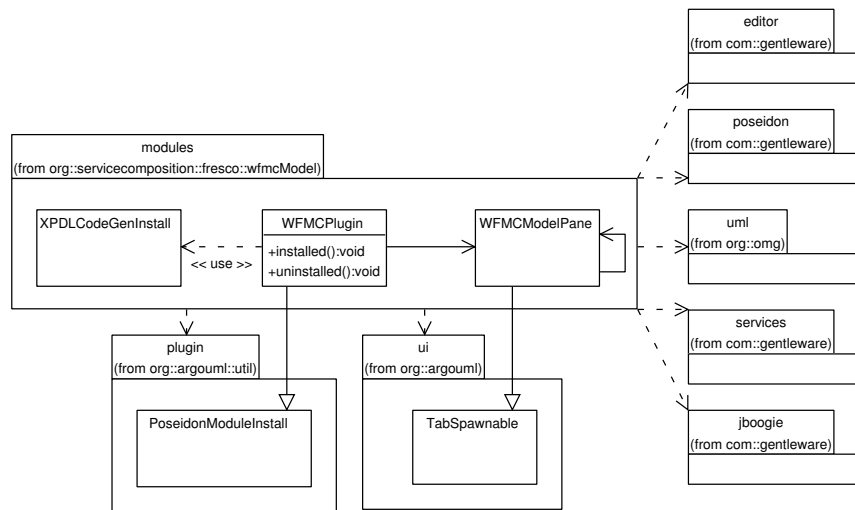 editor
(from com::gentleware)
poseidon
(from com::gentleware)
modules
(from org::servicecomposition::fresco::wfmcModel)
XPDLCodeGenInstall
WFMCPlugin
WFMCModelPane
+installed():void
+uninstalled():void
<< use >>
uml
(from org::omg)
services
(from com::gentleware)
plugin
(from org::argouml::util)
ui
(from org::argouml)
PoseidonModuleInstall
TabSpawnable
jboogie
(from com::gentleware)